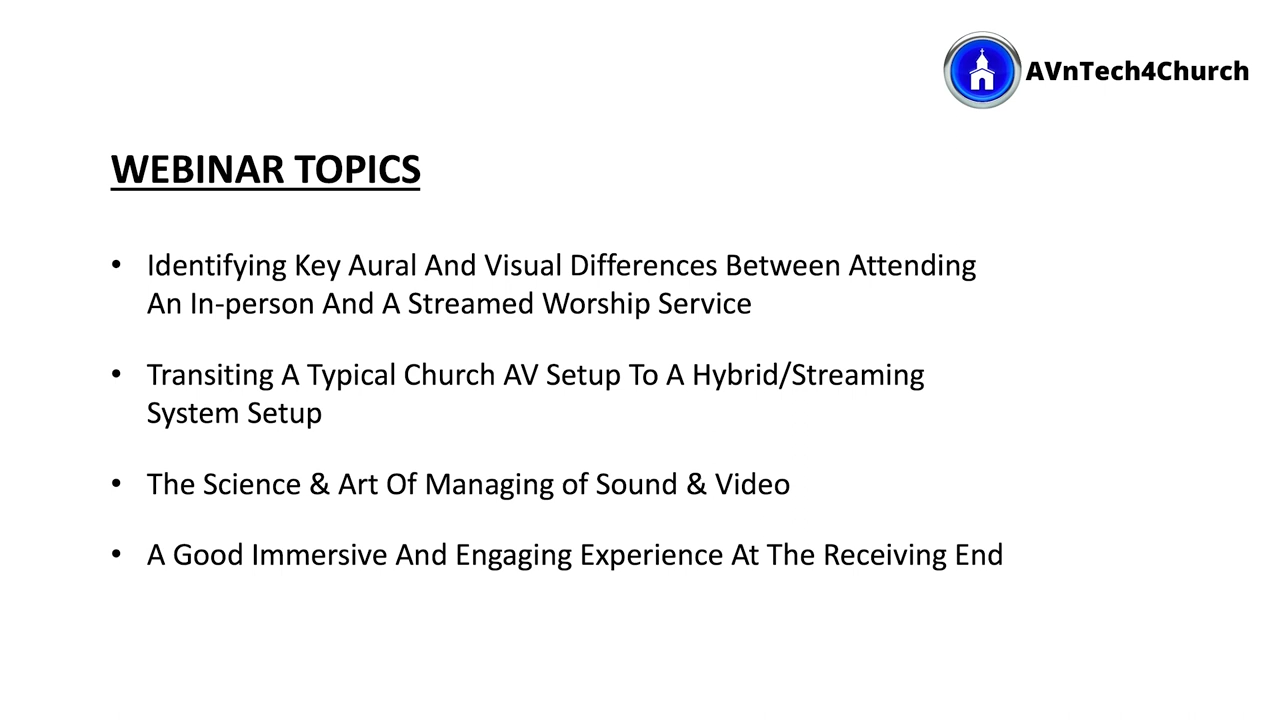 AVnTech4Church
WEBINAR TOPICS
• Identifying Key Aural And Visual Differences Between Attending
An In-person And A Streamed Worship Service
• Transiting A Typical Church AV Setup To A Hybrid/Streaming
System Setup
• The Science & Art Of Managing of Sound & Video
• A Good Immersive And Engaging Experience At The Receiving End